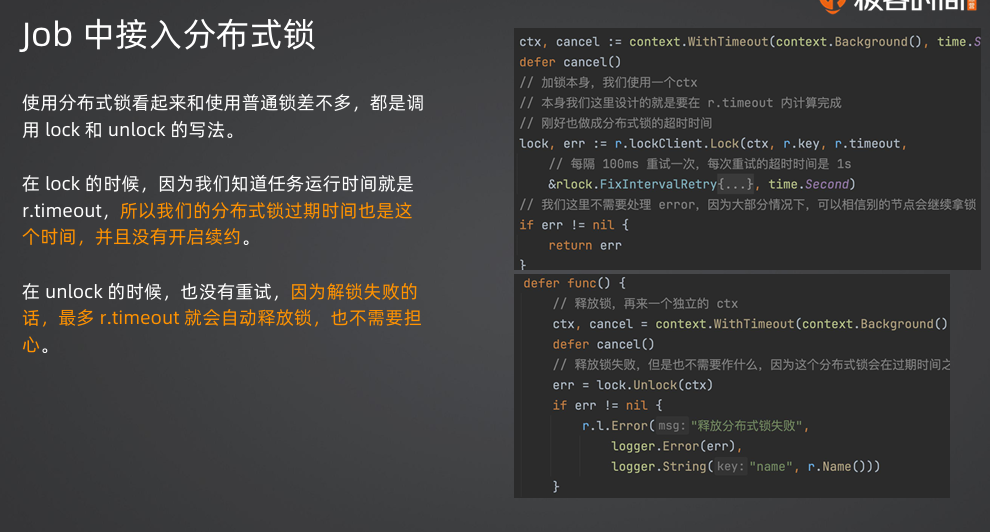 极客时间
Job 中接入分布式锁
使用分布式锁看起来和使用普通锁差不多，都是调
用 lock 和 unlock 的写法。
在 lock 的时候，因为我们知道任务运行时间就是
r.timeout，所以我们的分布式锁过期时间也是这
个时间，并且没有开启续约。
在 unlock 的时候，也没有重试，因为解锁失败的
话，最多 r.timeout 就会自动释放锁，也不需要担
心。
ctx, cancel := context.WithTimeout(context.Background(), time.S
defer cancel()
// 加锁本身，我们使用一个ctx
// 本身我们这里设计的就是要在 r.timeout 内计算完成
// 刚好也做成分布式锁的超时时间
lock, err := r.lockClient.Lock(ctx, r.key, r.timeout,
// 每隔 100ms 重试一次，每次重试的超时时间是 1s
&rlock.FixIntervalRetry{...}, time.Second)
// 我们这里不需要处理 error，因为大部分情况下，可以相信别的节点会继续拿锁
if err != nil {
return err
}
defer func() {
// 释放锁，再来一个独立的 ctx
ctx, cancel = context.WithTimeout(context.Background()
defer cancel()
// 释放锁失败，但是也不需要作什么，因为这个分布式锁会在过期时间之
err = lock.Unlock(ctx)
if err != nil {
r.l.Error( msg: "释放分布式锁失败",
logger.Error(err),
logger.String( key: "name", r.Name()))
}